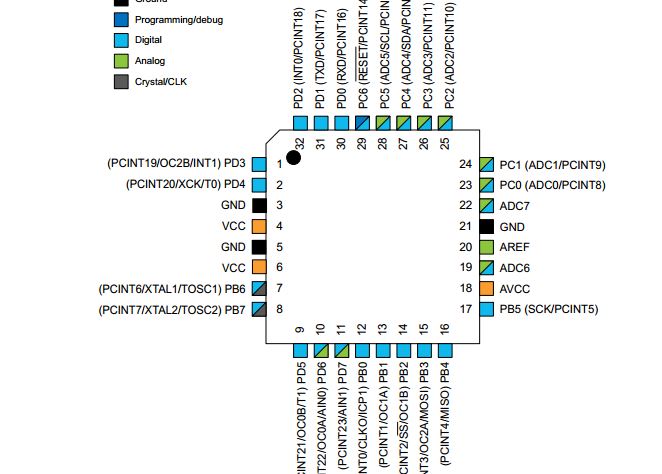 Ground
Programming/debug
Digital
Analog
Crystal/CLK
PD2 (INT0/PCINT18)
PD1 (TXD/PCINT17)
PD0 (RXD/PCINT16)
PC6 (RESET/PCINT14
PC5 (ADC5/SCL/PCIN
PC4 (ADC4/SDA/PCIN
PC3 (ADC3/PCINT11)
PC2 (ADC2/PCINT10)
32 31 30 29 28 27 26 25
(PCINT19/OC2B/INT1) PD3 1
(PCINT20/XCK/T0) PD4 2
GND 3
VCC 4
GND 5
VCC 6
(PCINT6/XTAL1/TOSC1) PB6 7
(PCINT7/XTAL2/TOSC2) PB7 8
24 PC1 (ADC1/PCINT9)
23 PC0 (ADC0/PCINT8)
22 ADC7
21 GND
20 AREF
19 ADC6
18 AVCC
17 PB5 (SCK/PCINT5)
9 10 11 12 13 14 15 16
CINT21/OC0B/T1) PD5
T22/OC0A/AIN0) PD6
(PCINT23/AIN1) PD7
NT0/CLKO/ICP1) PB0
(PCINT1/OC1A) PB1
CINT2/SS/OC1B) PB2
NT3/OC2A/MOSI) PB3
(PCINT4/MISO) PB4